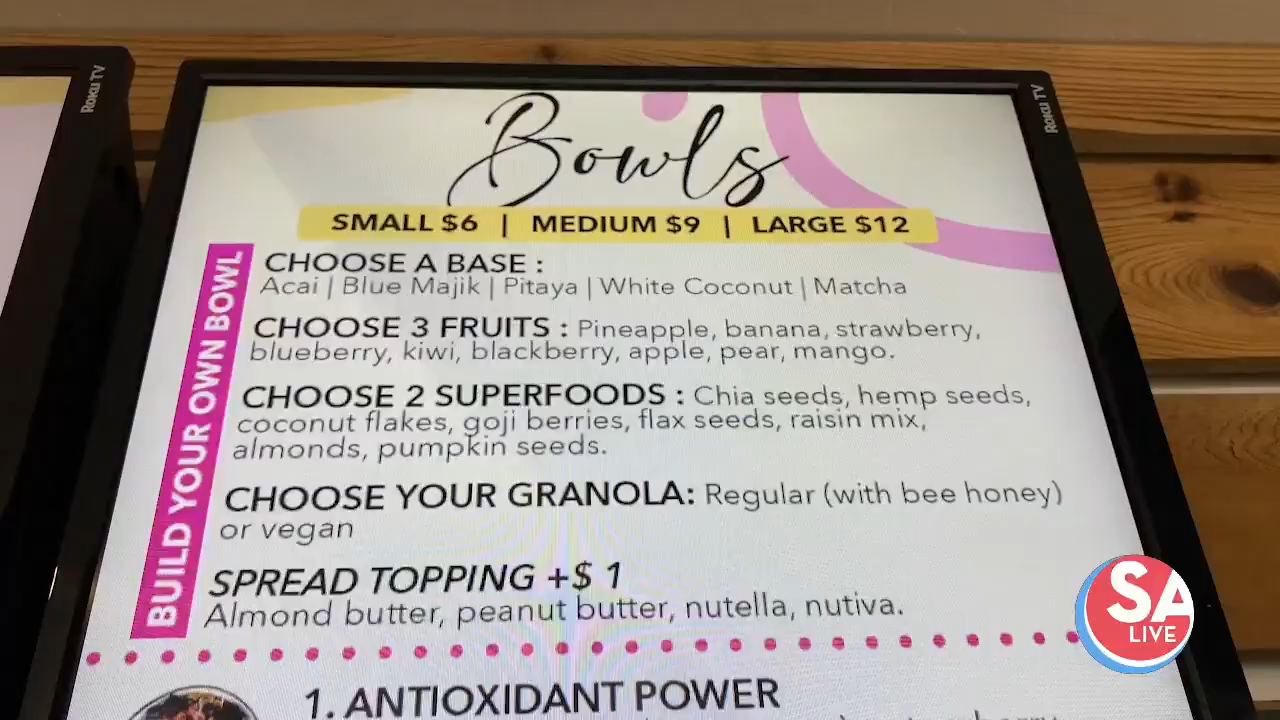 ROKU TV
ROKU TV
Bowls
SMALL $6 | MEDIUM $9 | LARGE $12
BUILD YOUR OWN BOWL
CHOOSE A BASE :
Acai | Blue Majik | Pitaya | White Coconut | Matcha
CHOOSE 3 FRUITS : Pineapple, banana, strawberry,
blueberry, kiwi, blackberry, apple, pear, mango.
CHOOSE 2 SUPERFOODS : Chia seeds, hemp seeds,
coconut flakes, goji berries, flax seeds, raisin mix,
almonds, pumpkin seeds.
CHOOSE YOUR GRANOLA: Regular (with bee honey)
or vegan
SPREAD TOPPING +$ 1
Almond butter, peanut butter, nutella, nutiva.
SA
LIVE
1. ANTIOXIDANT POWER